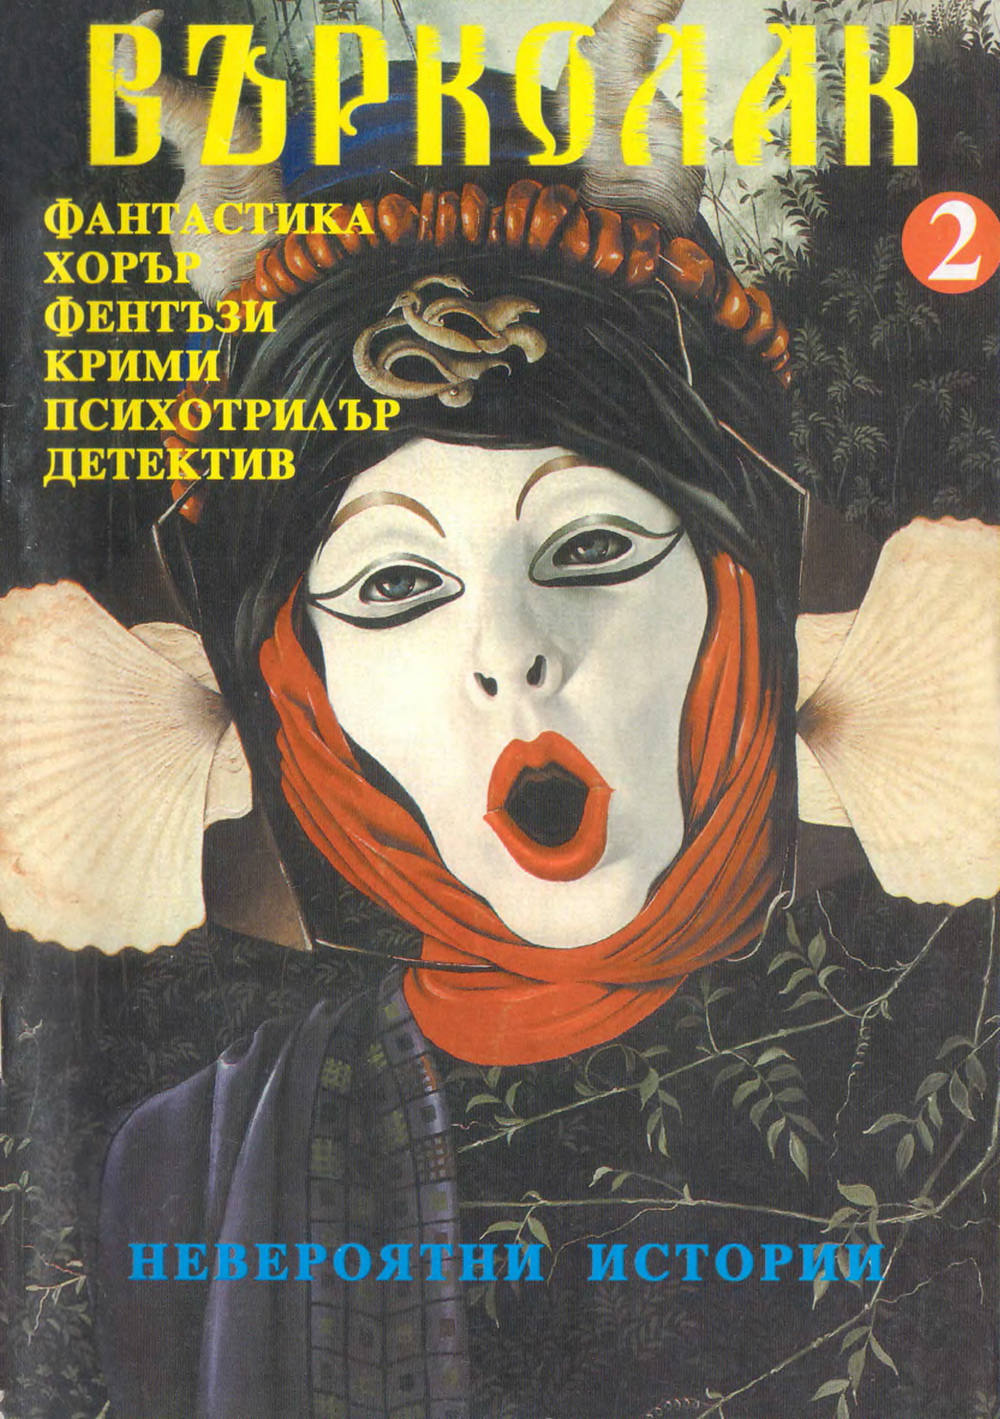 ВЪРКОЛАК
ФАНТАСТИКА
ХОРЪР
ФЕНТЪЗИ
КРИМИ
ПСИХОТРИЛЪР
ДЕТЕКТИВ
2
НЕВЕРОЯТНИ ИСТОРИИ